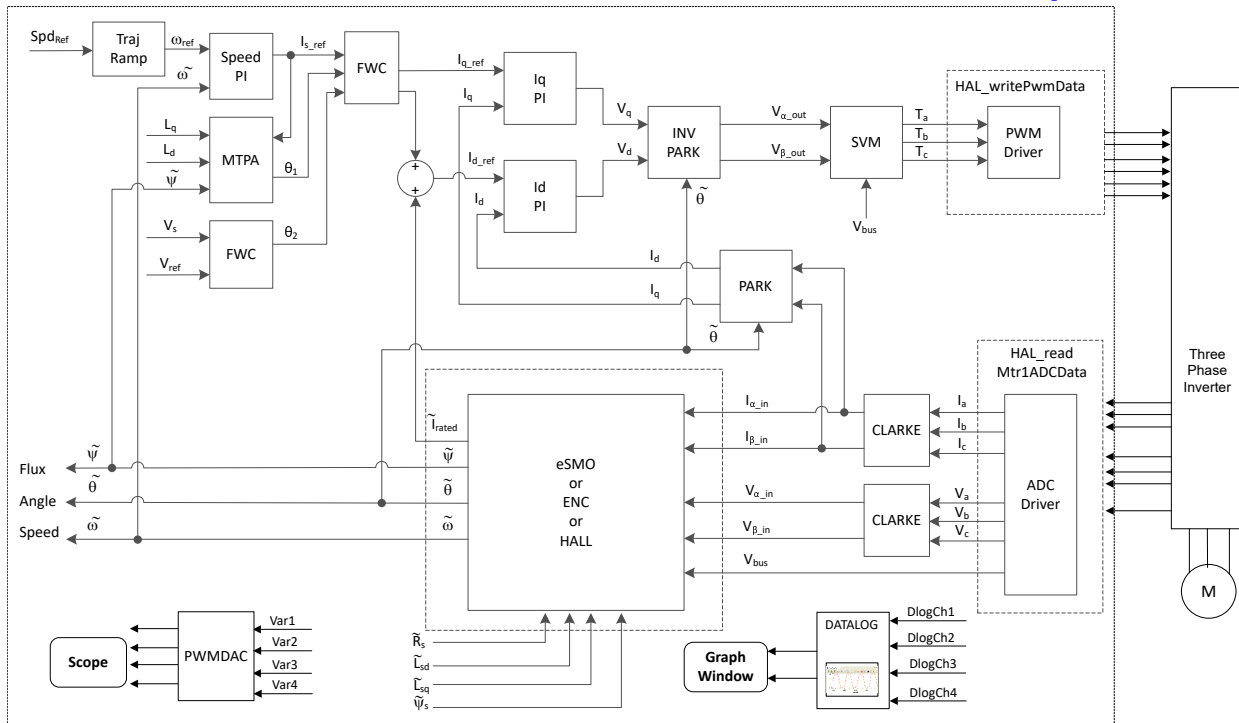 Spd_Ref
Traj
Ramp
ω_ref
ω̃
Speed
PI
I_s_ref
FWC
L_q
L_d
ψ̃
MTPA
θ_1
V_s
V_ref
FWC
θ_2
+
+
I_q_ref
I_q
Iq
PI
V_q
I_d_ref
I_d
Id
PI
V_d
INV
PARK
θ̃
V_α_out
V_β_out
SVM
V_bus
T_a
T_b
T_c
HAL_writePwmData
PWM
Driver
I_d
I_q
PARK
θ̃
Three
Phase
Inverter
M
HAL_read
Mtr1ADCData
ADC
Driver
I_a
I_b
I_c
CLARKE
I_α_in
I_β_in
V_a
V_b
V_c
CLARKE
V_α_in
V_β_in
V_bus
eSMO
or
ENC
or
HALL
Ĩ_rated
ψ̃
θ̃
ω̃
Flux
ψ̃
Angle
θ̃
Speed
ω̃
R̃_s
L̃_sd
L̃_sq
ψ̃_s
Scope
PWMDAC
Var1
Var2
Var3
Var4
Graph
Window
DATALOG
DlogCh1
DlogCh2
DlogCh3
DlogCh4